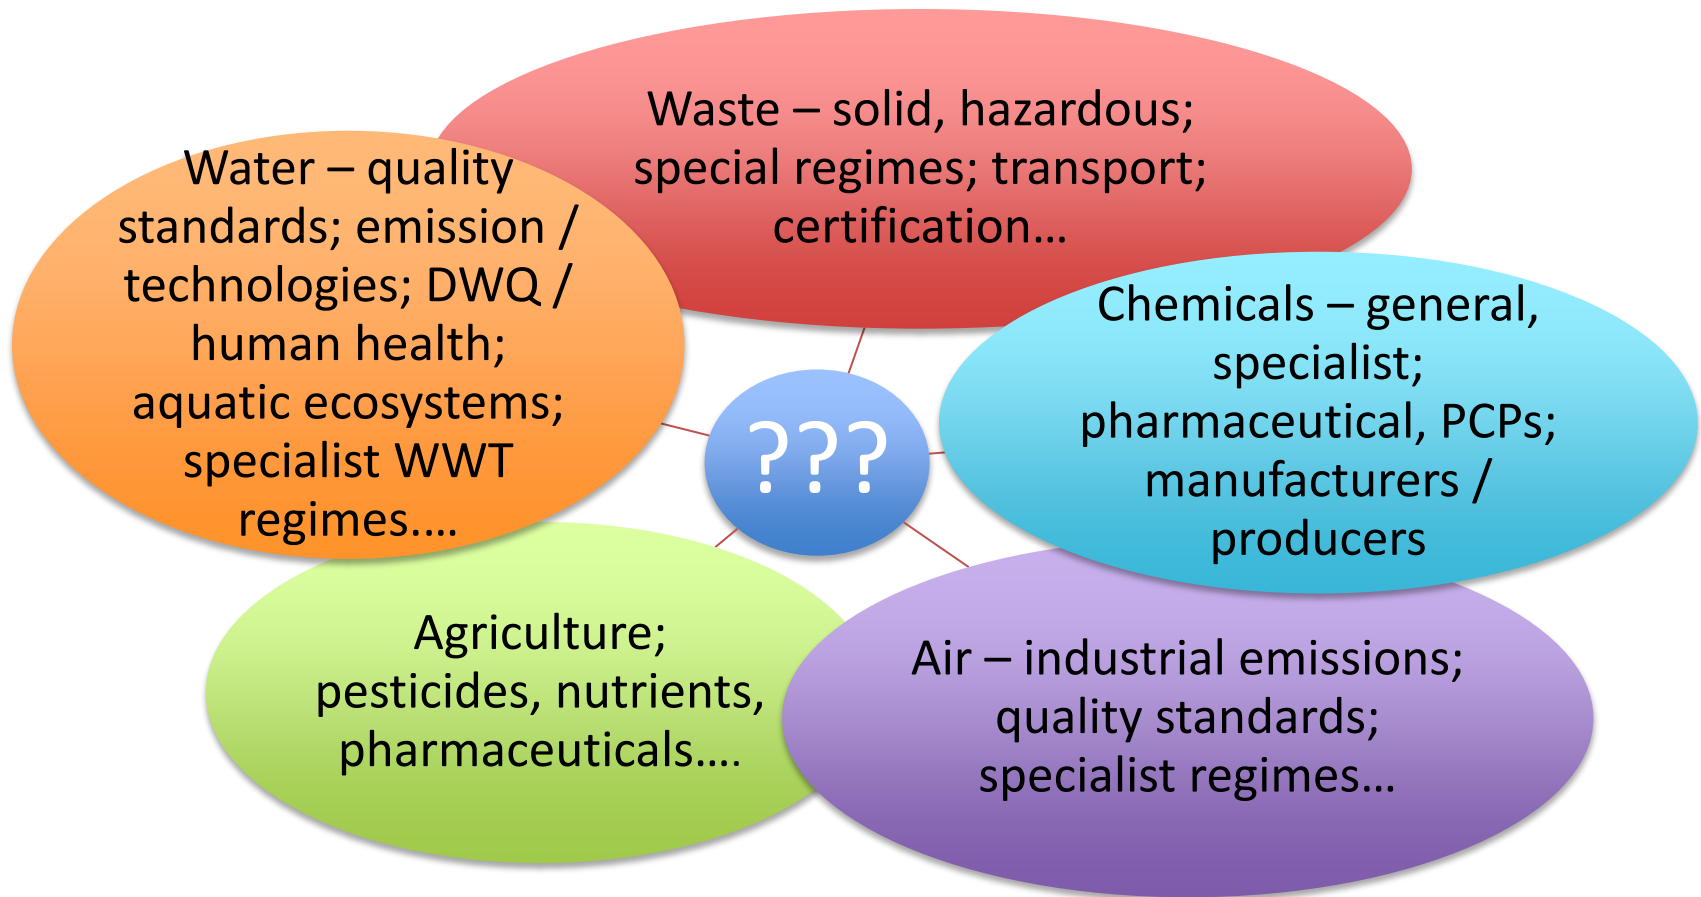 Waste – solid, hazardous;
special regimes; transport;
certification…
Water – quality
standards; emission /
technologies; DWQ /
human health;
aquatic ecosystems;
specialist WWT
regimes….
Chemicals – general,
specialist;
pharmaceutical, PCPs;
manufacturers /
producers
???
Agriculture;
pesticides, nutrients,
pharmaceuticals….
Air – industrial emissions;
quality standards;
specialist regimes…